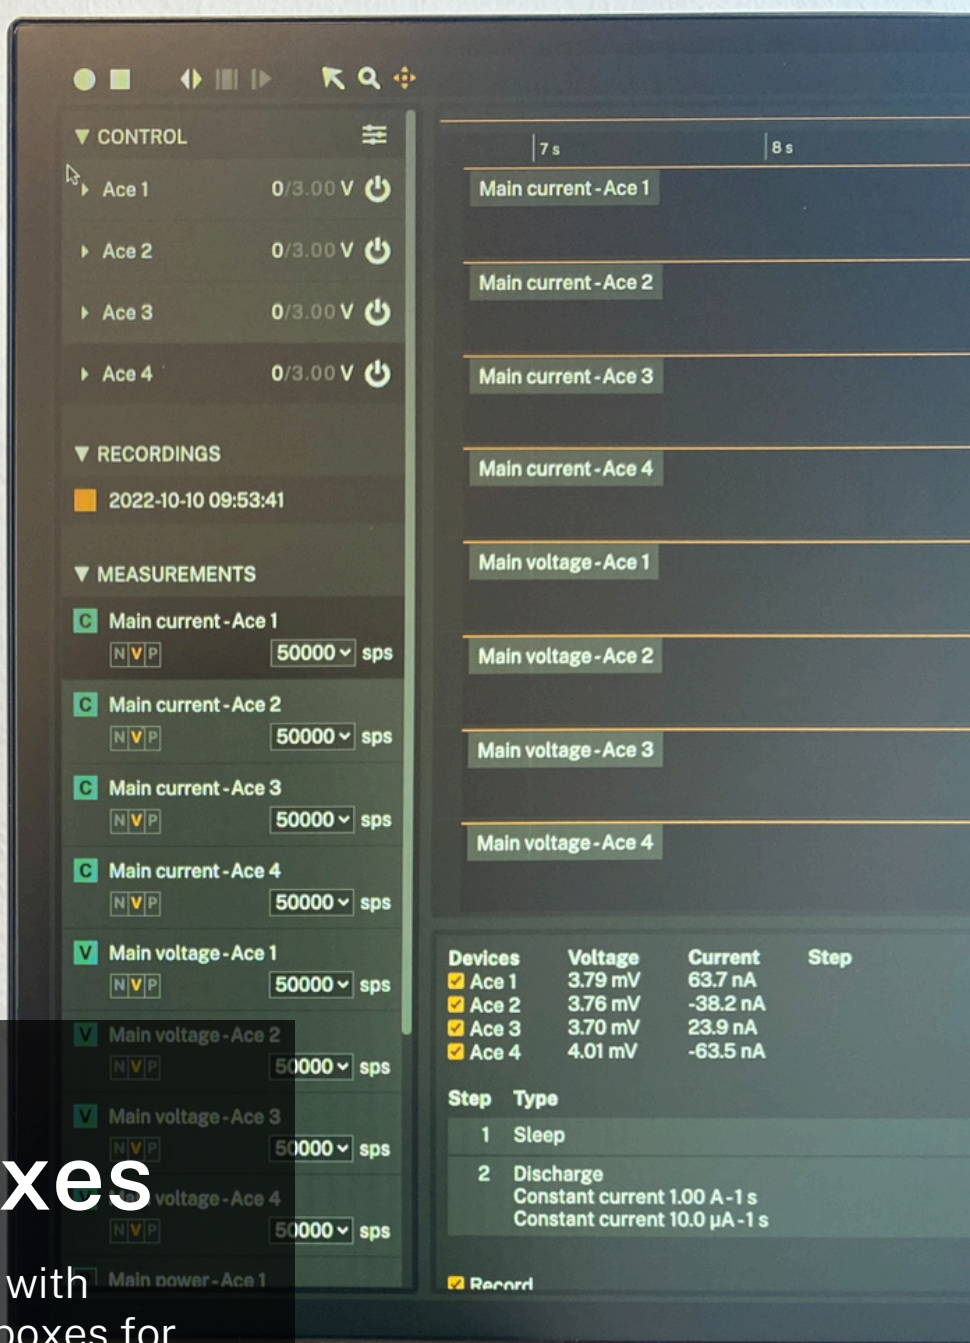 CONTROL
Ace 1 0/3.00 V
Ace 2 0/3.00 V
Ace 3 0/3.00 V
Ace 4 0/3.00 V
RECORDINGS
2022-10-10 09:53:41
MEASUREMENTS
C Main current - Ace 1
N V P 50000 sps
C Main current - Ace 2
N V P 50000 sps
C Main current - Ace 3
N V P 50000 sps
C Main current - Ace 4
N V P 50000 sps
V Main voltage - Ace 1
N V P 50000 sps
V Main voltage - Ace 2
N V P 50000 sps
V Main voltage - Ace 3
N V P 50000 sps
V Main voltage - Ace 4
N V P 50000 sps
Main power - Ace 1
7 s 8 s
Main current - Ace 1
Main current - Ace 2
Main current - Ace 3
Main current - Ace 4
Main voltage - Ace 1
Main voltage - Ace 2
Main voltage - Ace 3
Main voltage - Ace 4
Devices Voltage Current Step
Ace 1 3.79 mV 63.7 nA
Ace 2 3.76 mV -38.2 nA
Ace 3 3.70 mV 23.9 nA
Ace 4 4.01 mV -63.5 nA
Step Type
1 Sleep
2 Discharge
Constant current 1.00 A - 1 s
Constant current 10.0 µA - 1 s
Record
xes
with
boxes for